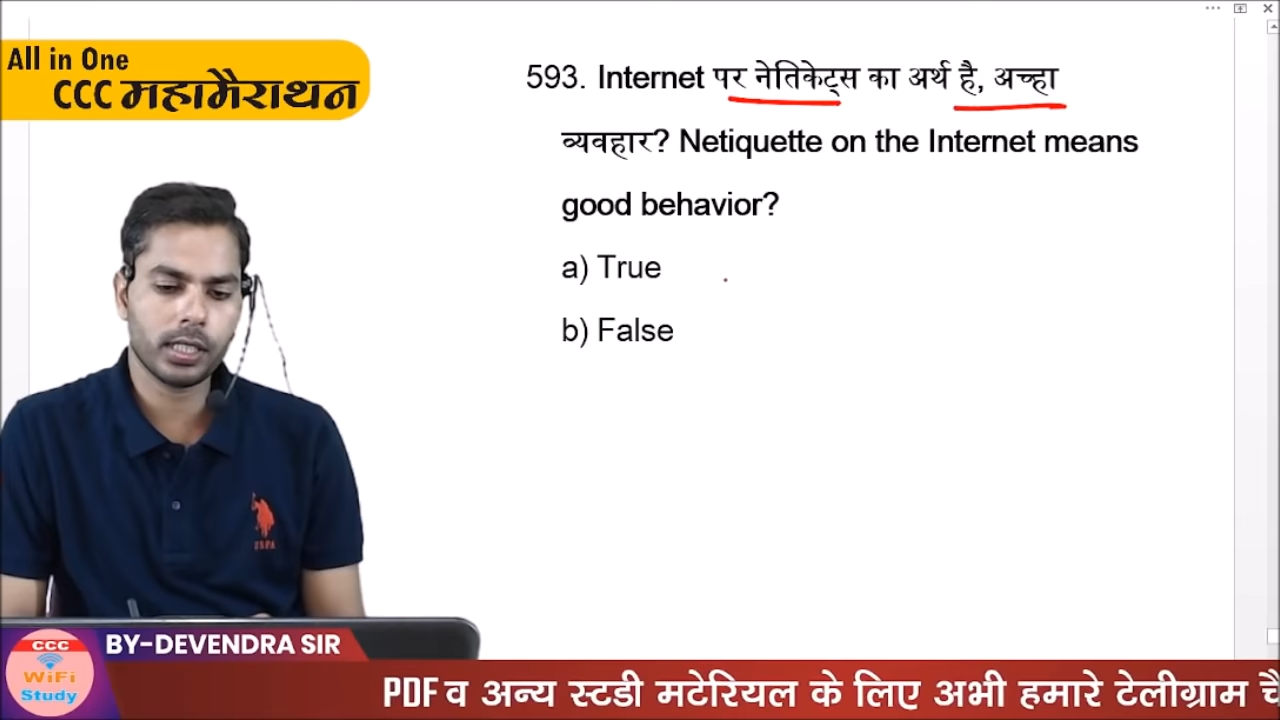 All in One
CCC महामैराथन
593. Internet पर नेतिकेट्स का अर्थ है, अच्हा
व्यवहार? Netiquette on the Internet means
good behavior?
a) True
b) False
CCC
WiFi
Study
BY-DEVENDRA SIR
PDF व अन्य स्टडी मटेरियल के लिए अभी हमारे टेलीग्राम